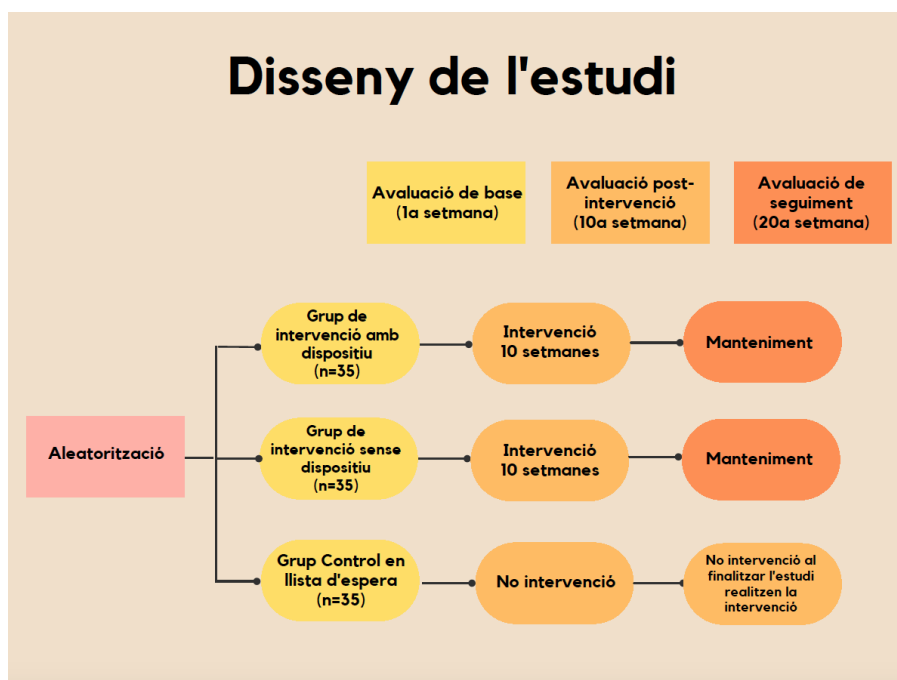 Disseny de l'estudi
Avaluació de base
(1a setmana)
Avaluació post-
intervenció
(10a setmana)
Avaluació de
seguiment
(20a setmana)
Aleatorització
Grup de
intervenció amb
dispositiu
(n=35)
Intervenció
10 setmanes
Manteniment
Grup de
intervenció sense
dispositiu
(n=35)
Intervenció
10 setmanes
Manteniment
Grup Control en
llista d'espera
(n=35)
No intervenció
No intervenció al
finalitzar l'estudi
realitzen la
intervenció